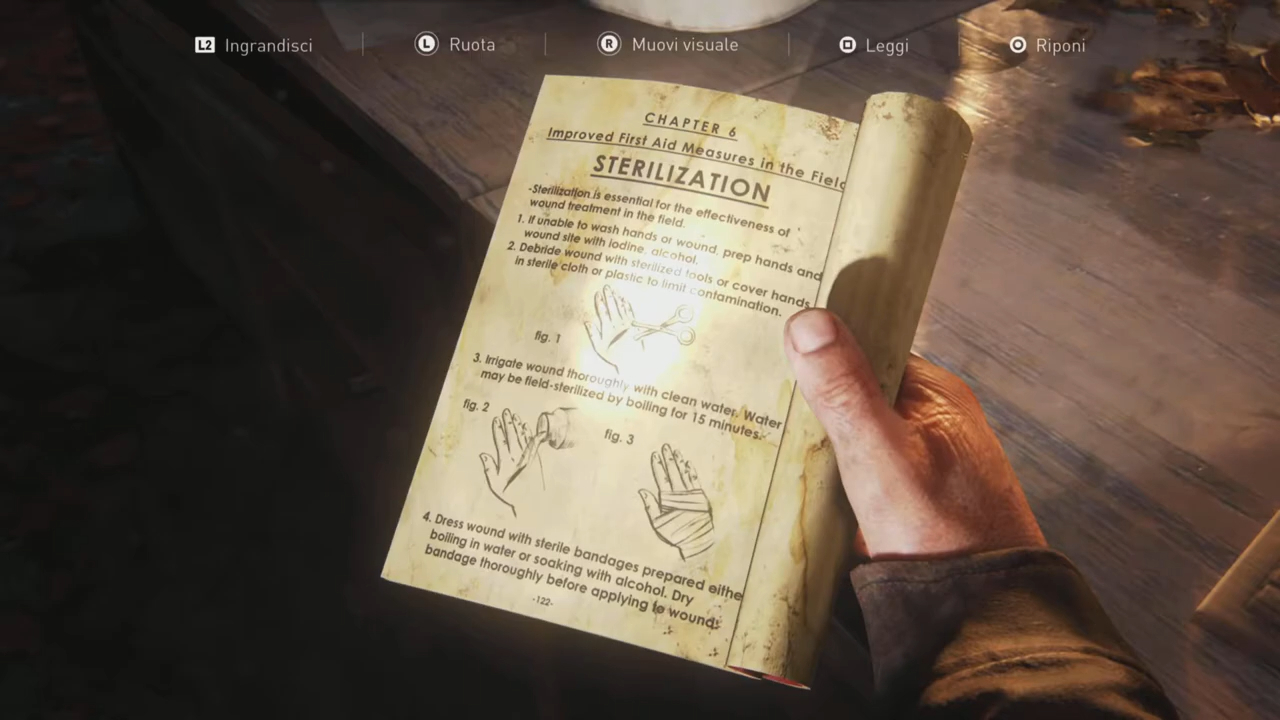 L2 Ingrandisci
L Ruota
R Muovi visuale
Leggi
Riponi
CHAPTER 6
Improved First Aid Measures in the Field
STERILIZATION
-Sterilization is essential for the effectiveness of
wound treatment in the field.
1. If unable to wash hands or wound, prep hands and
wound site with iodine, alcohol.
2. Debride wound with sterilized tools or cover hands
in sterile cloth or plastic to limit contamination.
fig. 1
3. Irrigate wound thoroughly with clean water. Water
may be field-sterilized by boiling for 15 minutes.
fig. 2
fig. 3
4. Dress wound with sterile bandages prepared eithe
boiling in water or soaking with alcohol. Dry
bandage thoroughly before applying to wound.
-122-